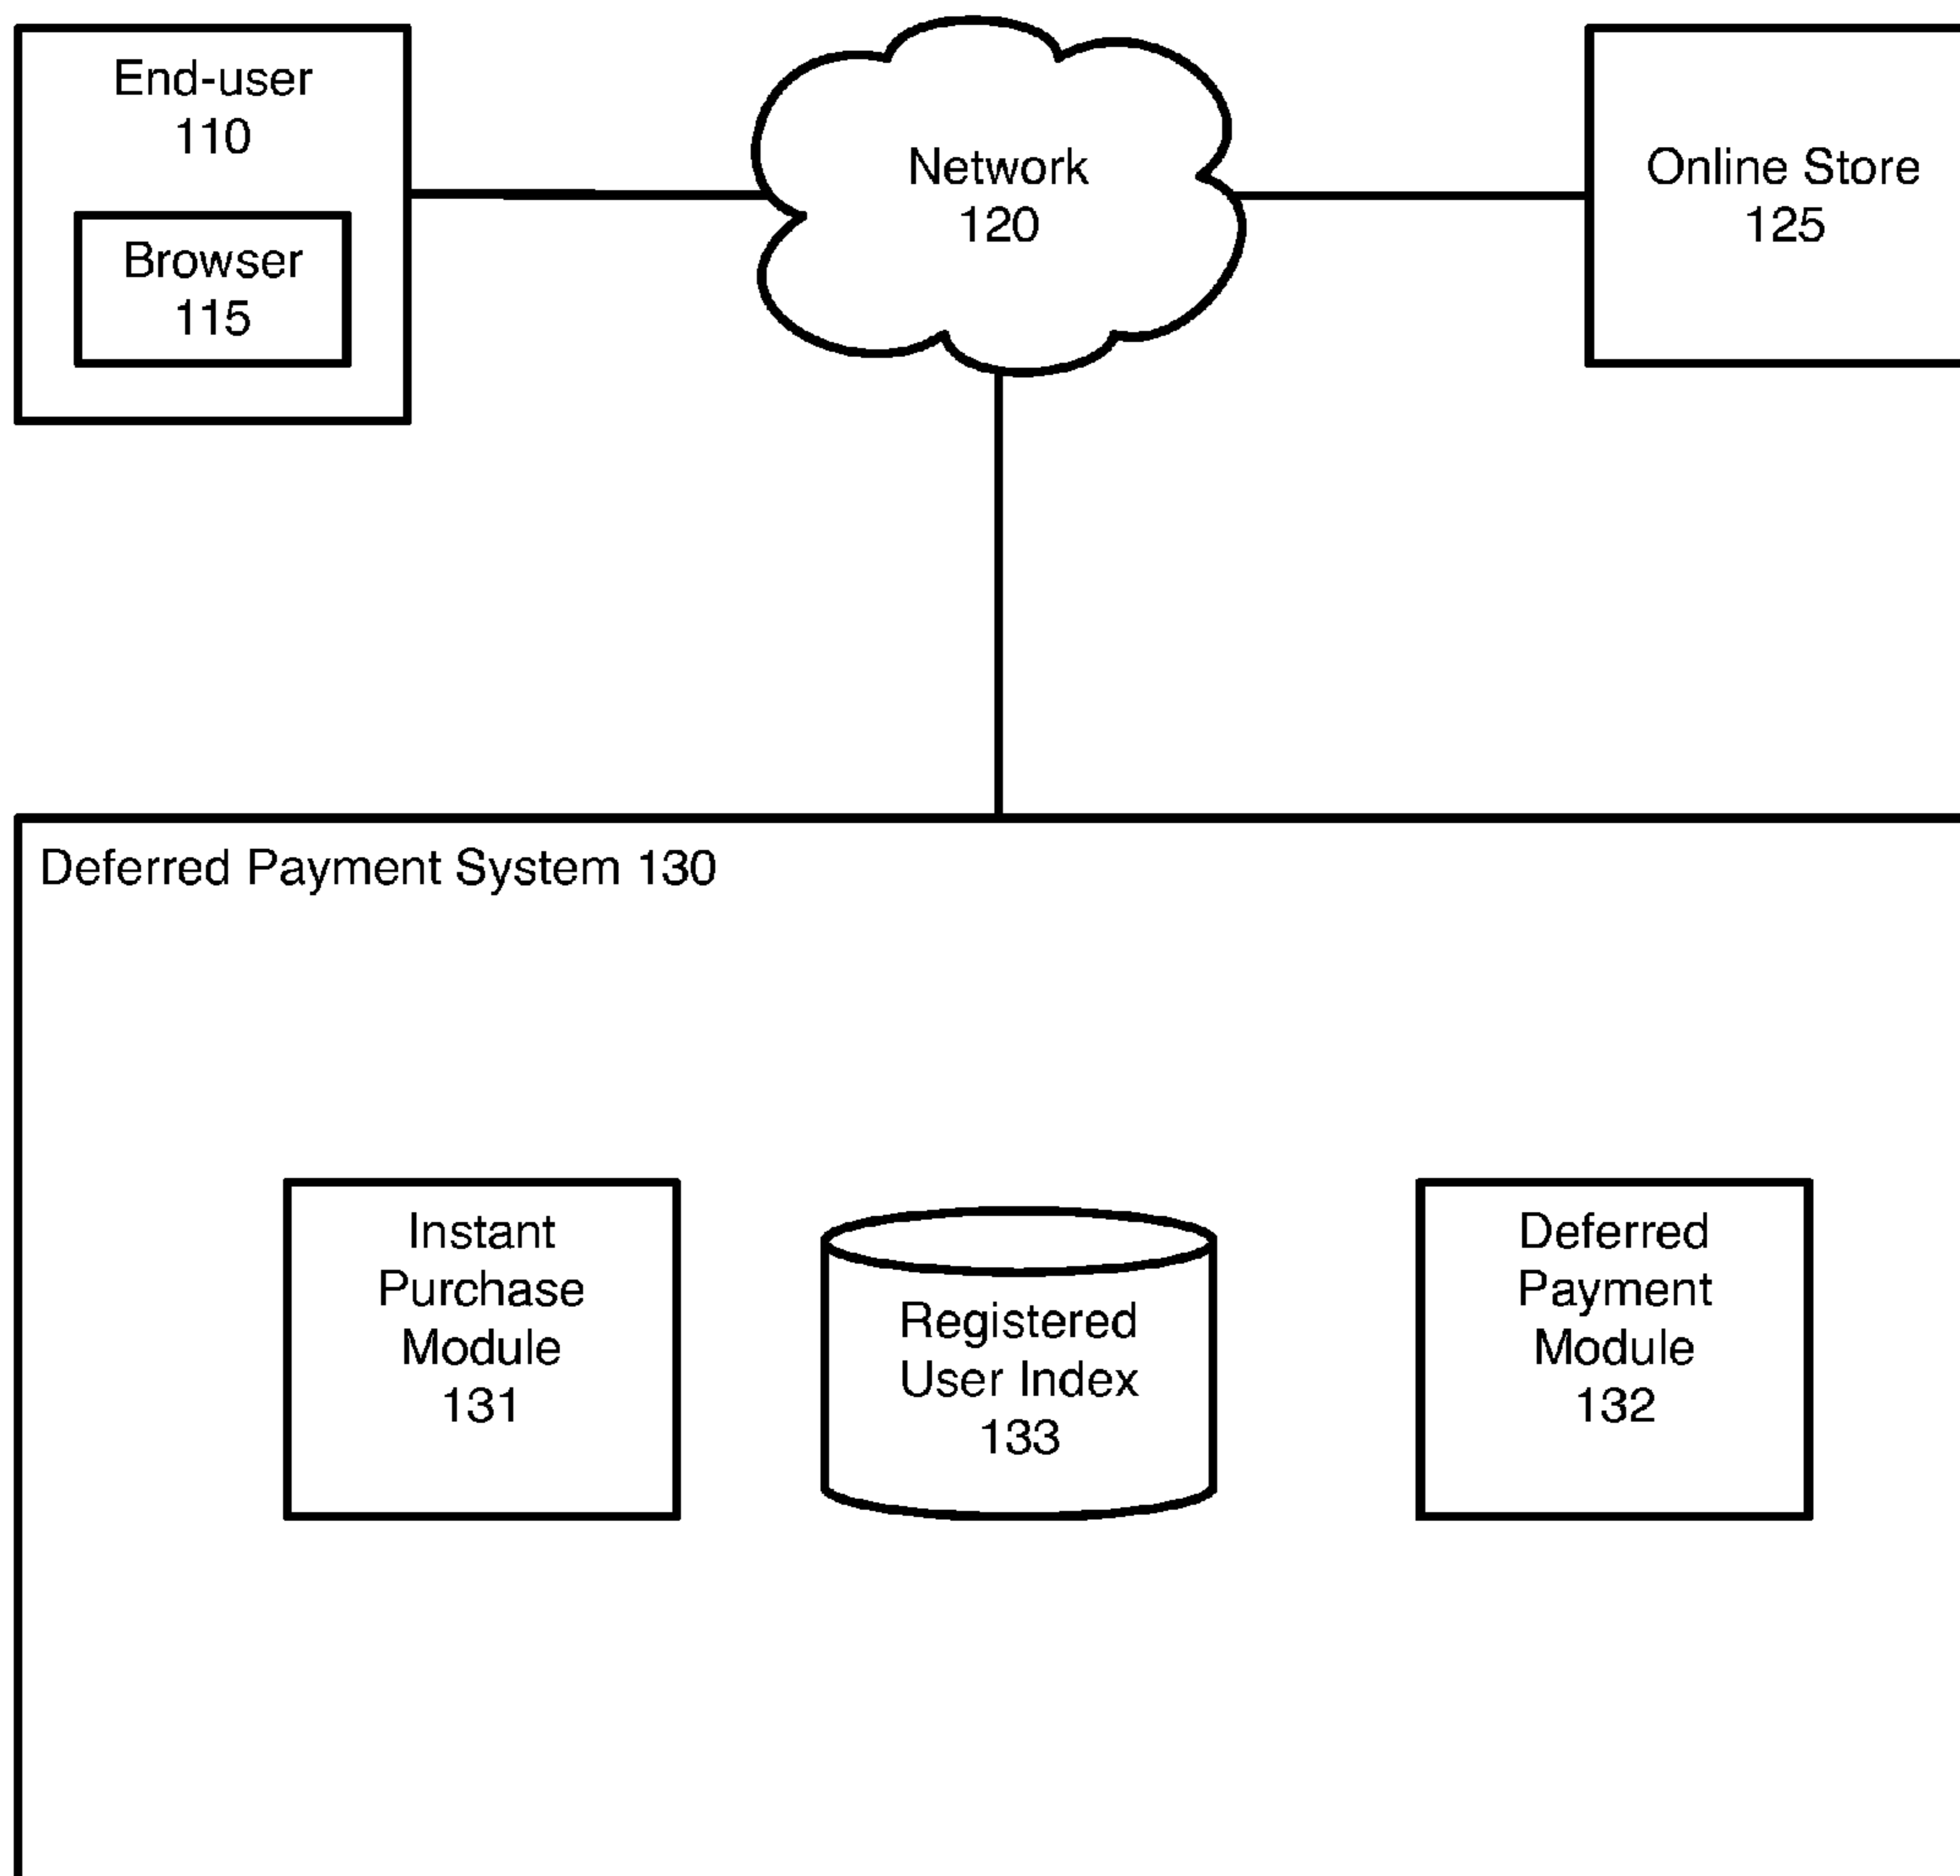 End-user
110
Browser
115
Network
120
Online Store
125
Deferred Payment System 130
Instant
Purchase
Module
131
Registered
User Index
133
Deferred
Payment
Module
132